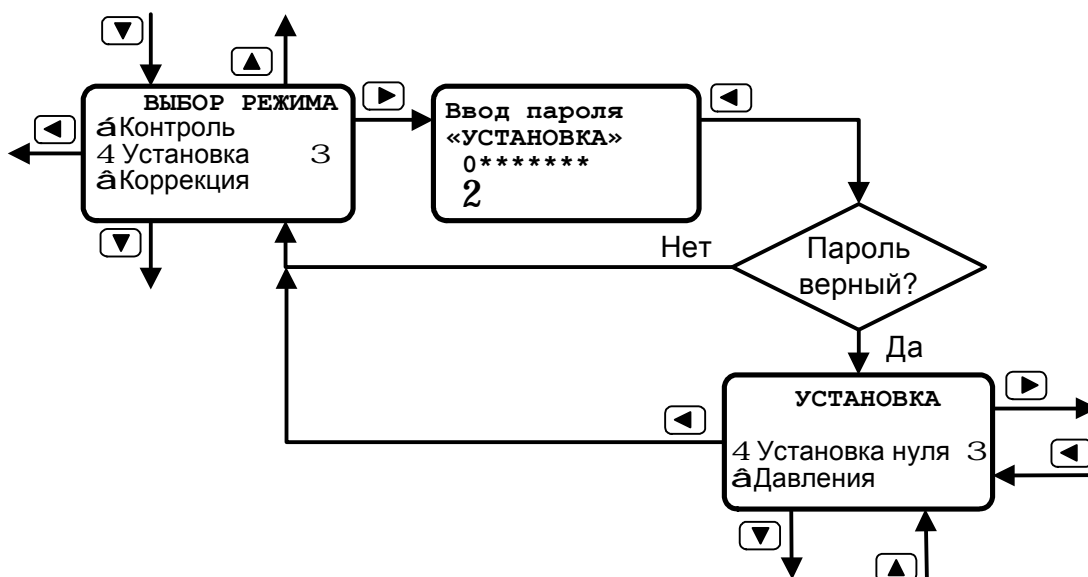 ВЫБОР РЕЖИМА
áКонтроль
4 Установка 3
âКоррекция
Ввод пароля
«УСТАНОВКА»
0*******
2
Нет
Пароль
верный?
Да
УСТАНОВКА
4 Установка нуля 3
âДавления